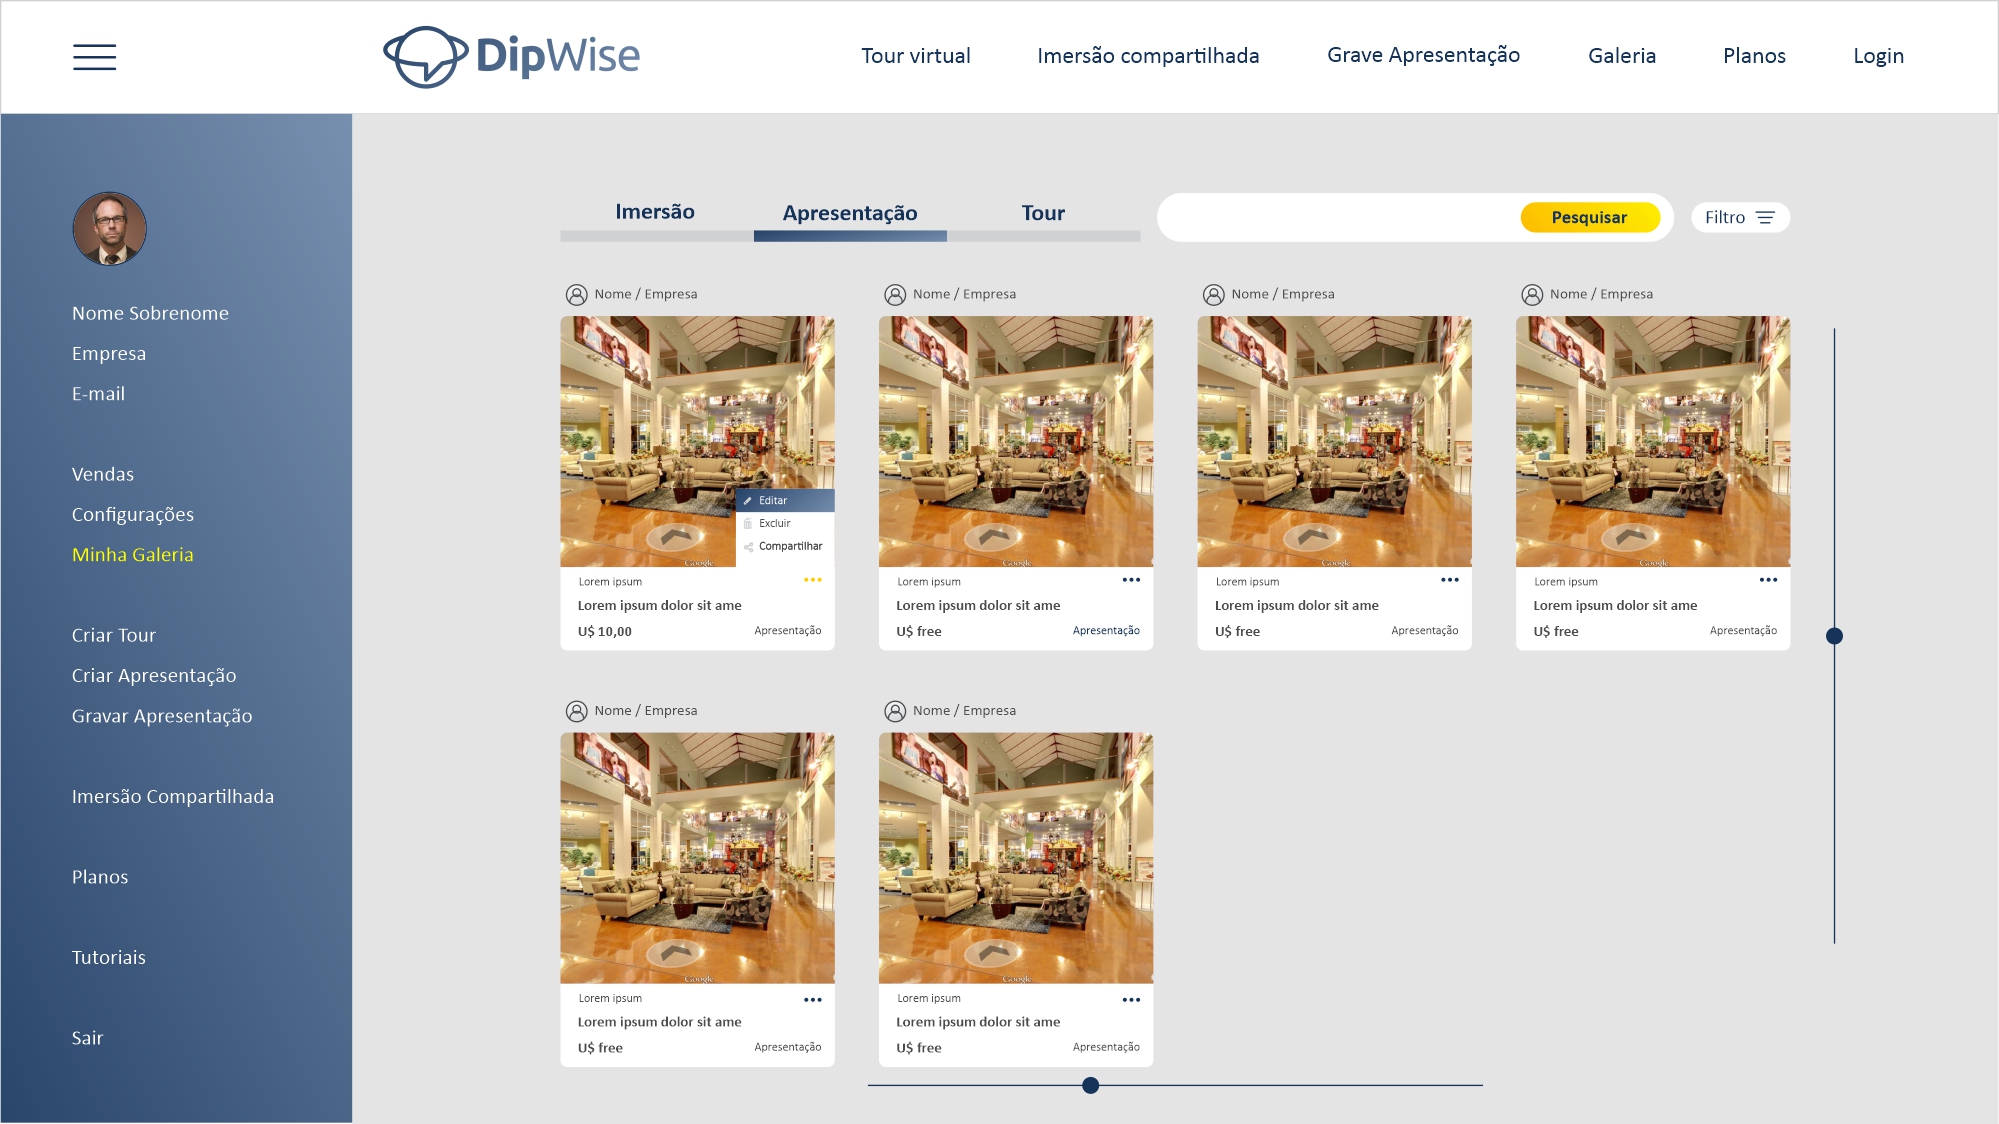 DipWise
Tour virtual
Imersão compartilhada
Grave Apresentação
Galeria
Planos
Login
Nome Sobrenome
Empresa
E-mail
Vendas
Configurações
Minha Galeria
Criar Tour
Criar Apresentação
Gravar Apresentação
Imersão Compartilhada
Planos
Tutoriais
Sair
Imersão
Apresentação
Tour
Pesquisar
Filtro
Nome / Empresa
Editar
Excluir
Compartilhar
Google
Lorem ipsum
Lorem ipsum dolor sit ame
U$ 10,00
Apresentação
Nome / Empresa
Google
Lorem ipsum
Lorem ipsum dolor sit ame
U$ free
Apresentação
Nome / Empresa
Google
Lorem ipsum
Lorem ipsum dolor sit ame
U$ free
Apresentação
Nome / Empresa
Google
Lorem ipsum
Lorem ipsum dolor sit ame
U$ free
Apresentação
Nome / Empresa
Google
Lorem ipsum
Lorem ipsum dolor sit ame
U$ free
Apresentação
Nome / Empresa
Google
Lorem ipsum
Lorem ipsum dolor sit ame
U$ free
Apresentação